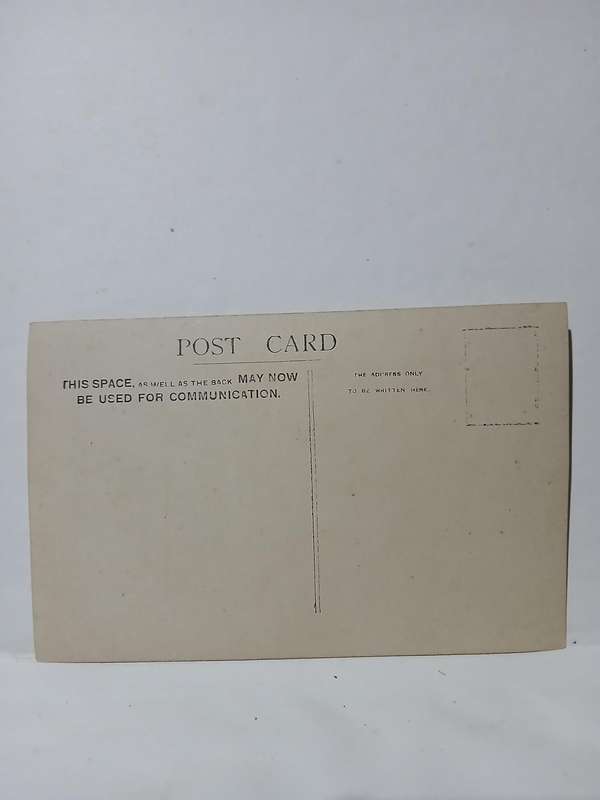 POST CARD
THIS SPACE, AS WELL AS THE BACK MAY NOW
BE USED FOR COMMUNICATION.
THE ADDRESS ONLY
TO BE WRITTEN HERE.